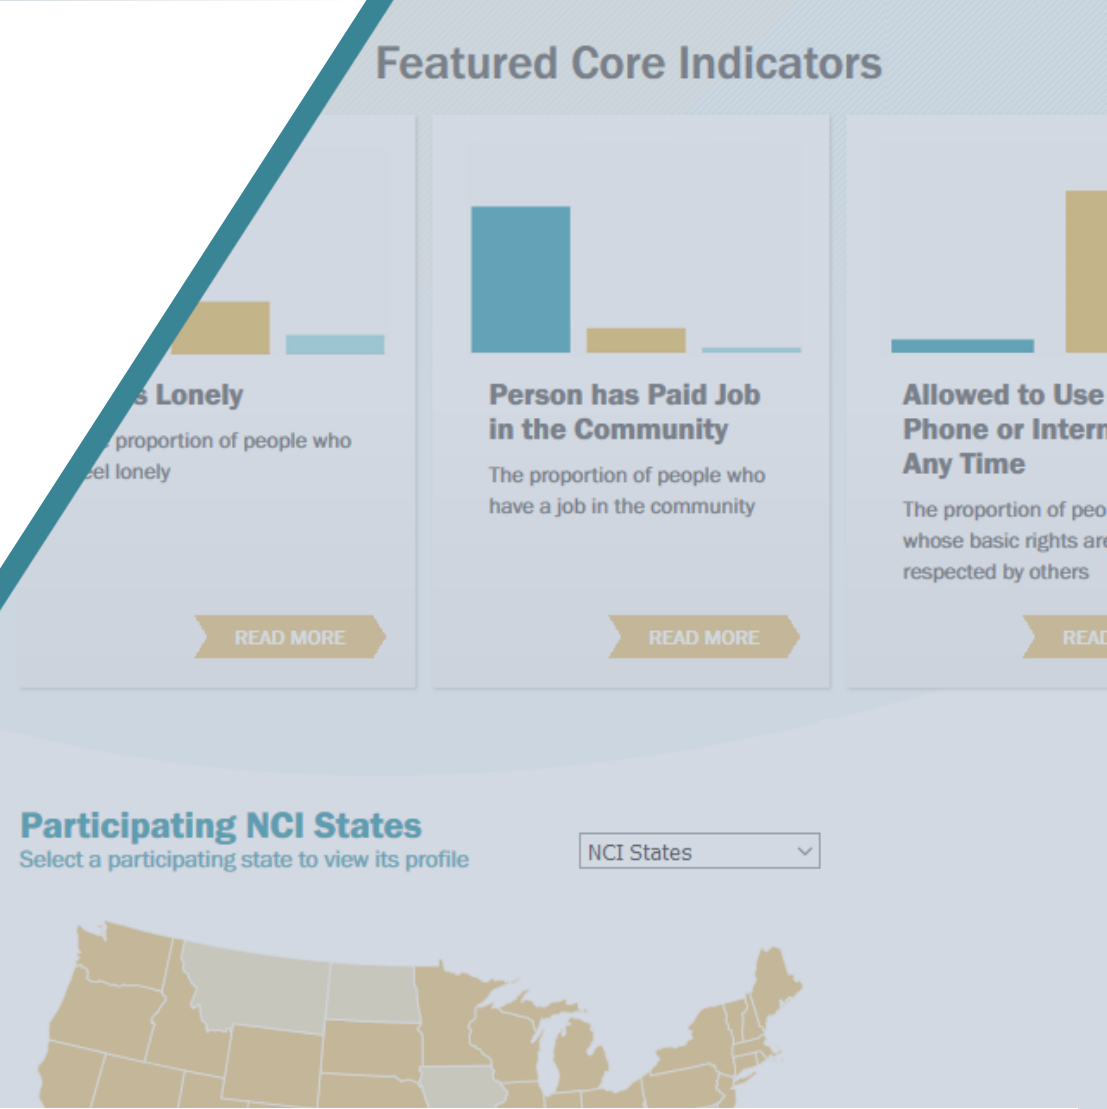 Featured Core Indicators
s Lonely
proportion of people who
eel lonely
READ MORE
Person has Paid Job
in the Community
The proportion of people who
have a job in the community
READ MORE
Allowed to Use
Phone or Intern
Any Time
The proportion of peo
whose basic rights are
respected by others
READ
Participating NCI States
Select a participating state to view its profile
NCI States